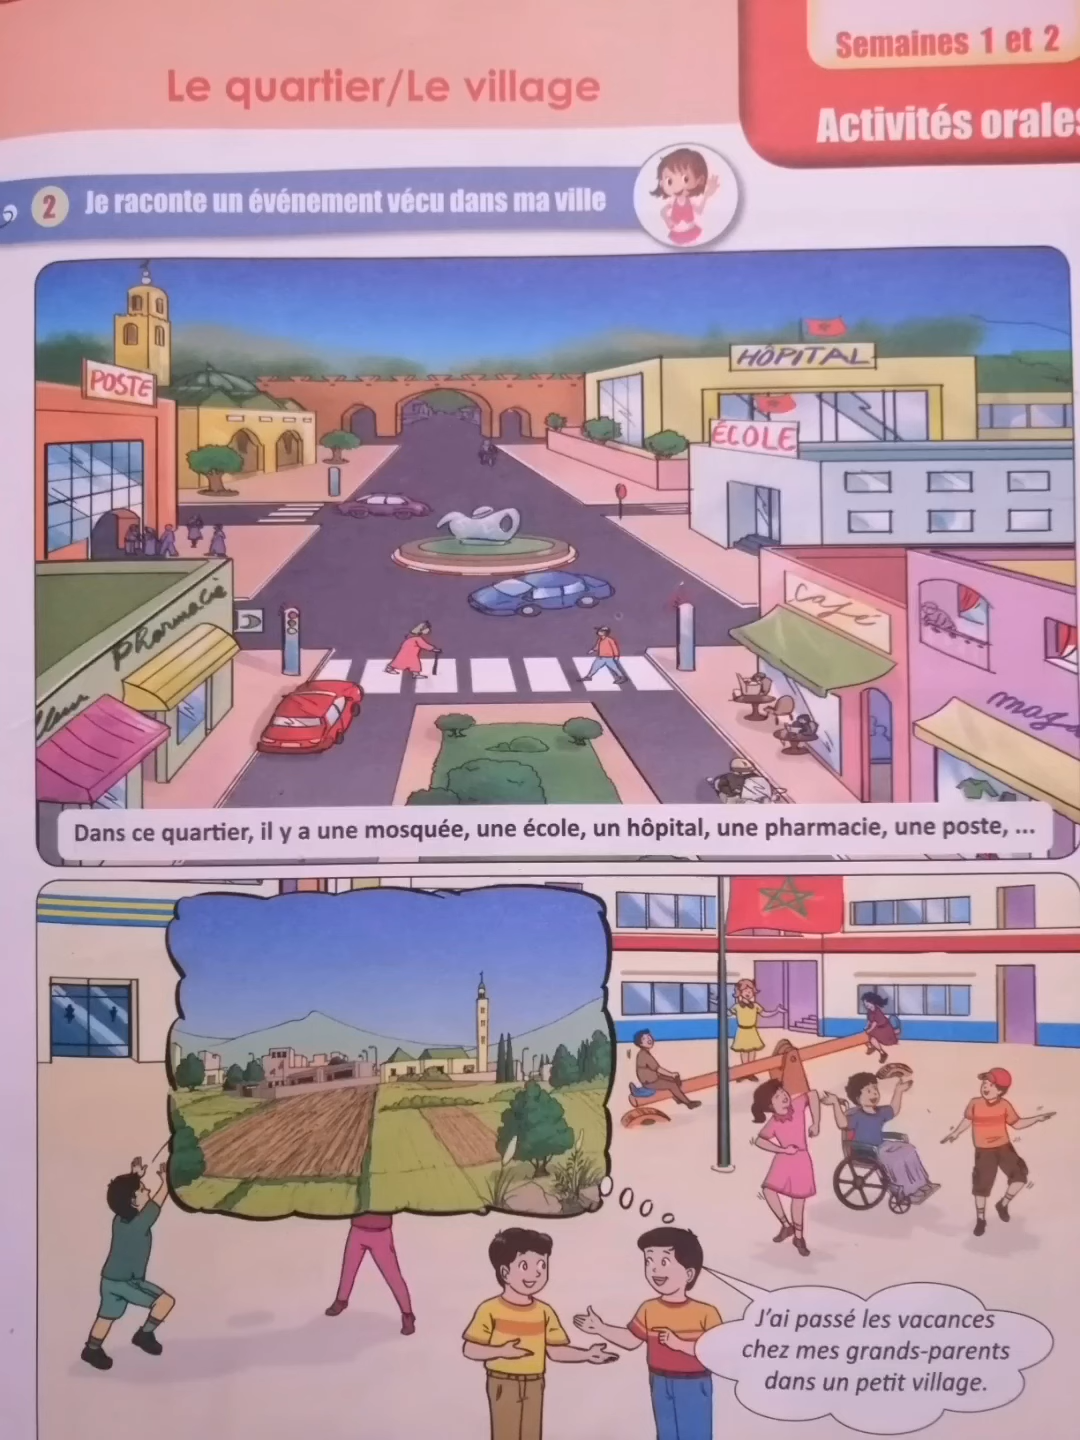 Semaines 1 et 2
Le quartier/Le village
Activités orales
2 Je raconte un événement vécu dans ma ville
POSTE
HÔPITAL
ÉCOLE
pharmacie
café
Dans ce quartier, il y a une mosquée, une école, un hôpital, une pharmacie, une poste, ...
J'ai passé les vacances
chez mes grands-parents
dans un petit village.